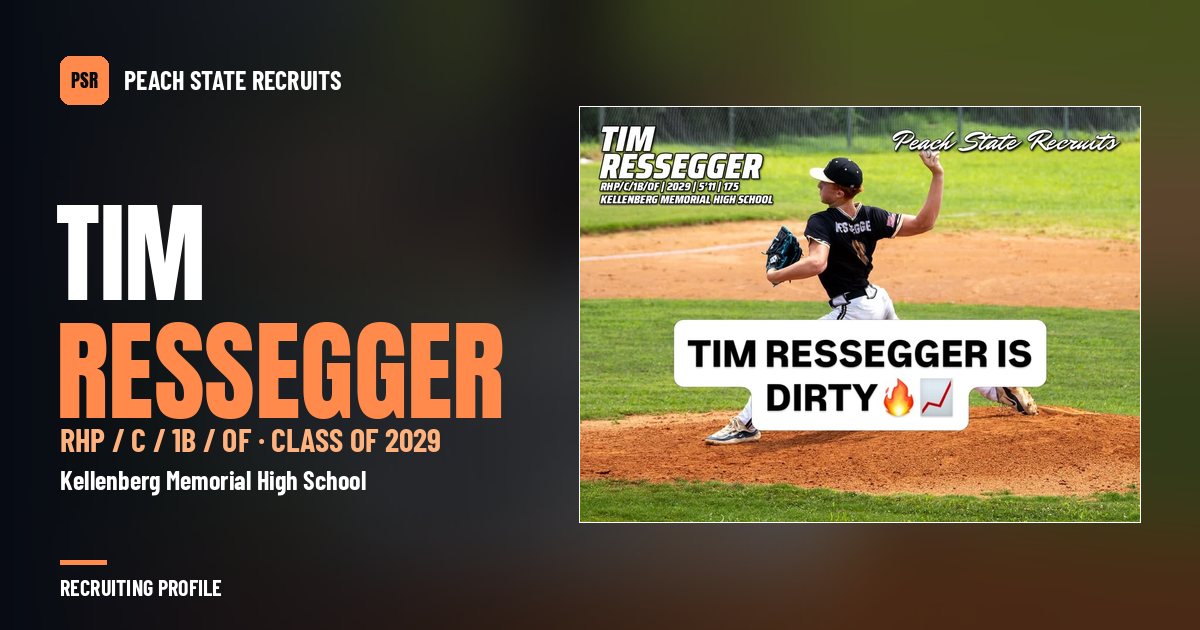 PSR PEACH STATE RECRUITS
TIM
RESSEGGER
RHP / C / 1B / OF · CLASS OF 2029
Kellenberg Memorial High School
RECRUITING PROFILE
TIM
RESSEGGER
RHP/C/1B/OF | 2029 | 5'11 | 175
KELLENBERG MEMORIAL HIGH SCHOOL
Peach State Recruits
TIM RESSEGGER IS
DIRTY🔥📈